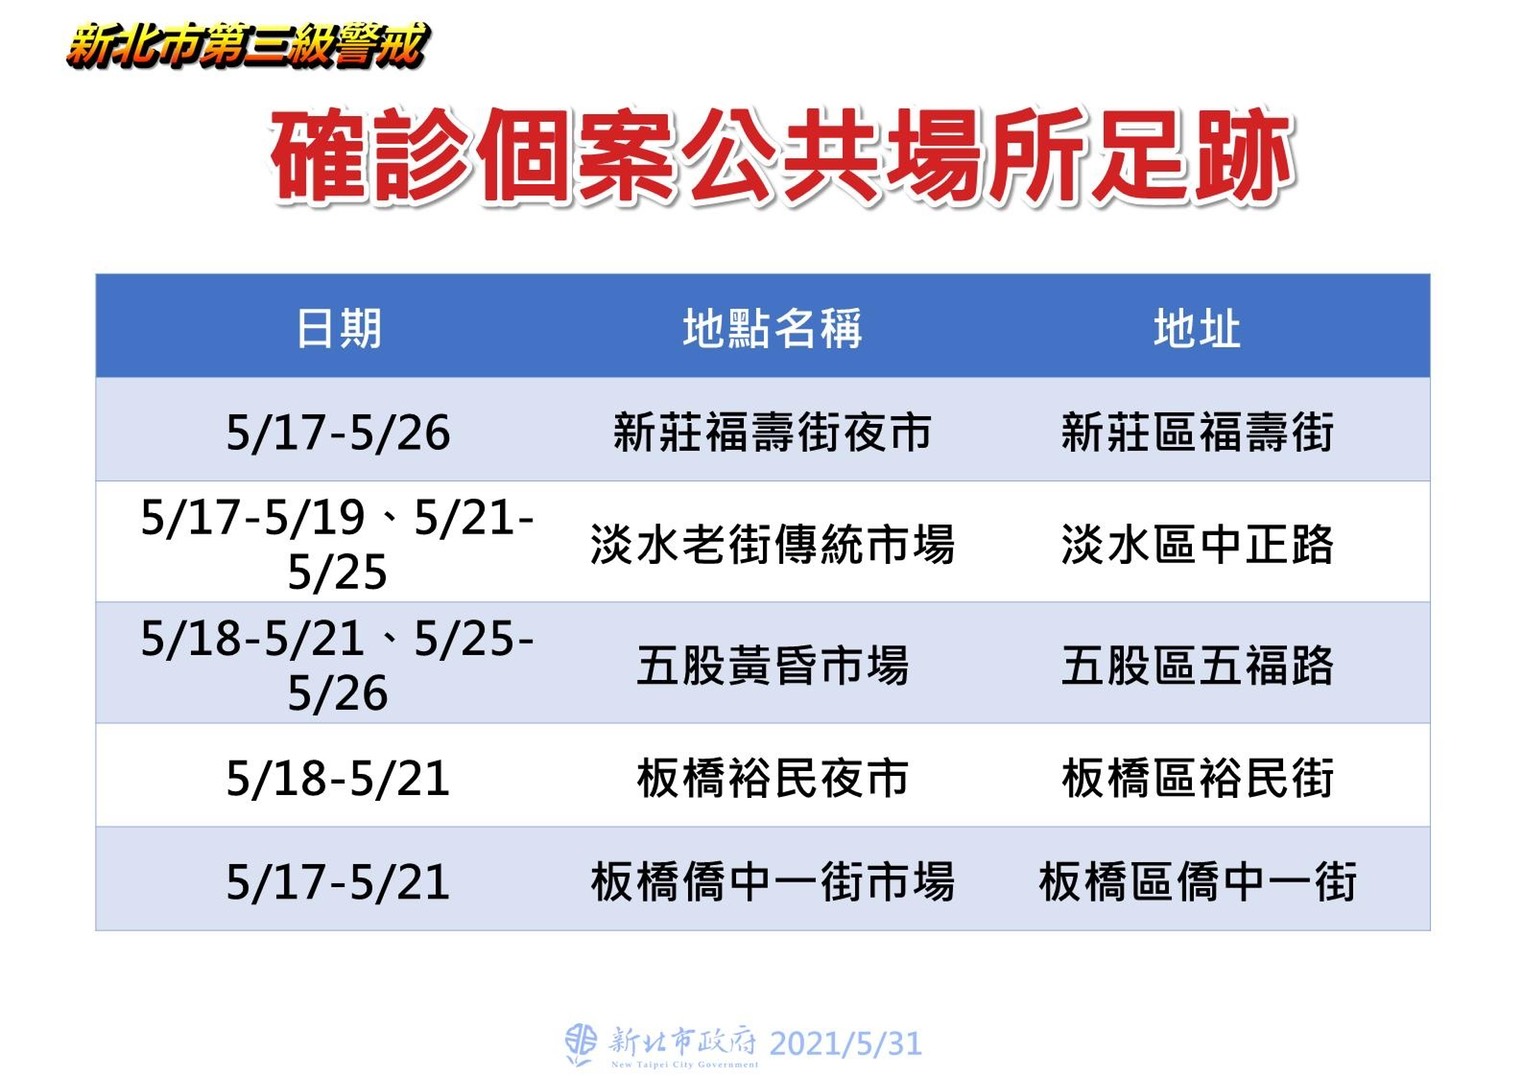 新北市第三級警戒
確診個案公共場所足跡
日期 地點名稱 地址
5/17-5/26 新莊福壽街夜市 新莊區福壽街
5/17-5/19、5/21-
5/25 淡水老街傳統市場 淡水區中正路
5/18-5/21、5/25-
5/26 五股黃昏市場 五股區五福路
5/18-5/21 板橋裕民夜市 板橋區裕民街
5/17-5/21 板橋僑中一街市場 板橋區僑中一街
新北市政府 2021/5/31
New Taipei City Government